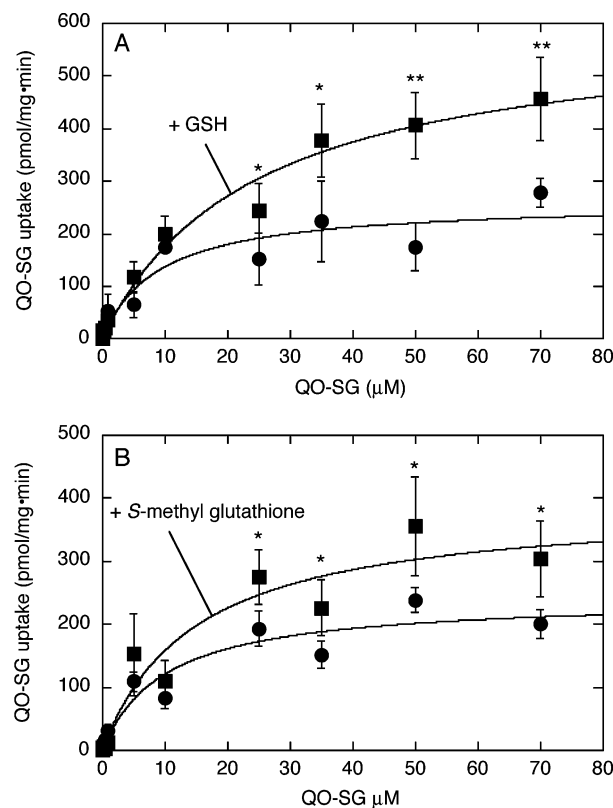 A
600
500
400
300
200
100
0
QO-SG uptake (pmol/mg•min)
+ GSH
*
*
**
**
0 10 20 30 40 50 60 70 80
QO-SG (μM)
B
500
400
300
200
100
0
QO-SG uptake (pmol/mg•min)
+ S-methyl glutathione
*
*
*
*
0 10 20 30 40 50 60 70 80
QO-SG μM